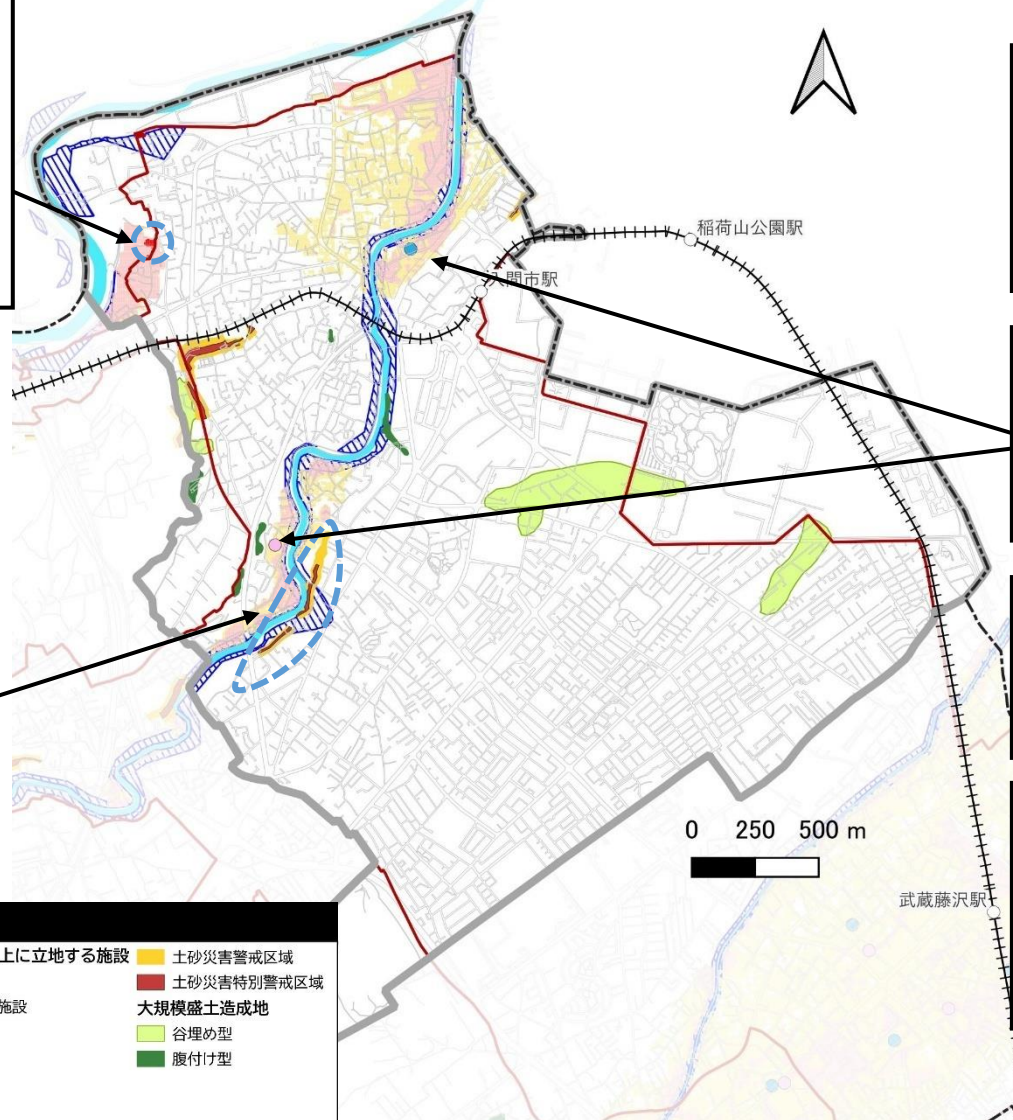 稲荷山公園駅
入間市駅
0 250 500 m
武蔵藤沢駅
上に立地する施設
施設
土砂災害警戒区域
土砂災害特別警戒区域
大規模盛土造成地
谷埋め型
腹付け型